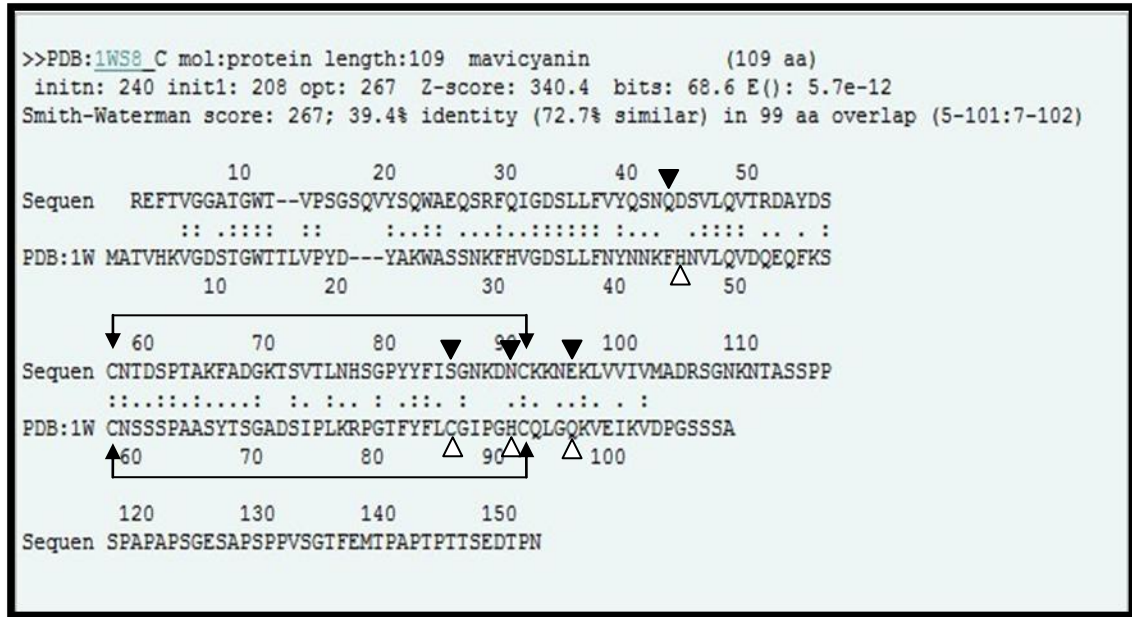 >>PDB:1WS8_C mol:protein length:109 mavicyanin (109 aa)
initn: 240 init1: 208 opt: 267 Z-score: 340.4 bits: 68.6 E(): 5.7e-12
Smith-Waterman score: 267; 39.4% identity (72.7% similar) in 99 aa overlap (5-101:7-102)
10 20 30 40 50
Sequen REFTVGGATGWT--VPSGSQVYSQWAEQSRFQIGDSLLFVYQSNQDSVLQVTRDAYDS
:: .:::: :: :..:: ..:.:::::: :... :::: .. . :
PDB:1W MATVHKVGDSTGWTTLVPYD---YAKWASSNKFHVGDSLLFNYNNKFHNVLQVDQEQFKS
10 20 30 40 50
60 70 80 90 100 110
Sequen CNTDSPTAKFADGKTSVTLNHSGPYYFISGNKDNCKKNEKLVVIVMADRSGNKNTASSPP
::..::.:....: :. :.. : .::. : .:. ..:. . :
PDB:1W CNSSSPAASYTSGADSIPLKRPGTFYFLCGIPGHCQLGQKVEIKVDPGSSSA
60 70 80 90 100
120 130 140 150
Sequen SPAPAPSGESAPSPPVSGTFEMTPAPTPTTSEDTPN